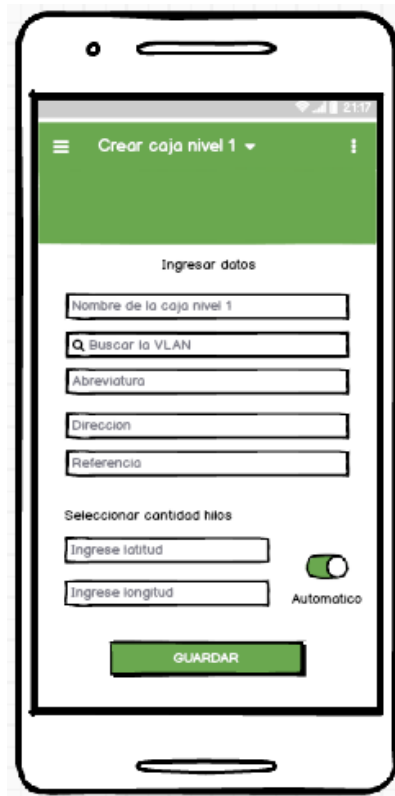 21:17
Crear caja nivel 1
Ingresar datos
Nombre de la caja nivel 1
Buscar la VLAN
Abreviatura
Direccion
Referencia
Seleccionar cantidad hilos
Ingrese latitud
Ingrese longitud
Automatico
GUARDAR